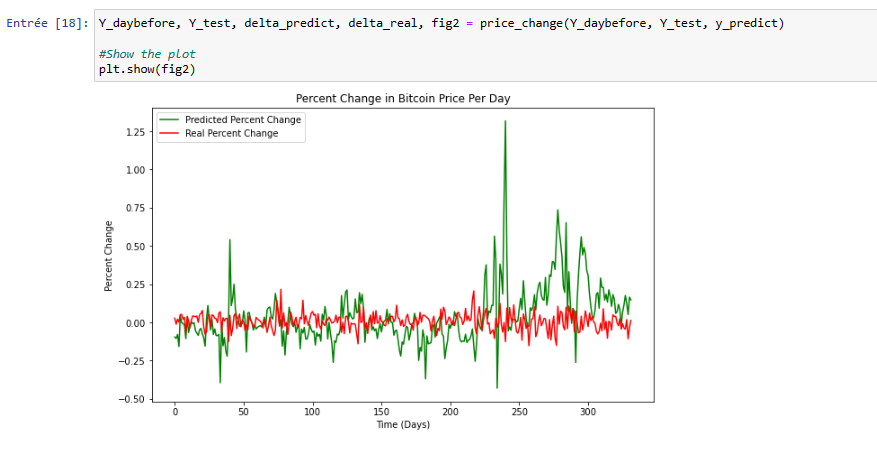 Entrée [18]: Y_daybefore, Y_test, delta_predict, delta_real, fig2 = price_change(Y_daybefore, Y_test, y_predict)
#Show the plot
plt.show(fig2)
Percent Change in Bitcoin Price Per Day
Predicted Percent Change
Real Percent Change
1.25
1.00
0.75
0.50
0.25
0.00
−0.25
−0.50
Percent Change
0 50 100 150 200 250 300
Time (Days)